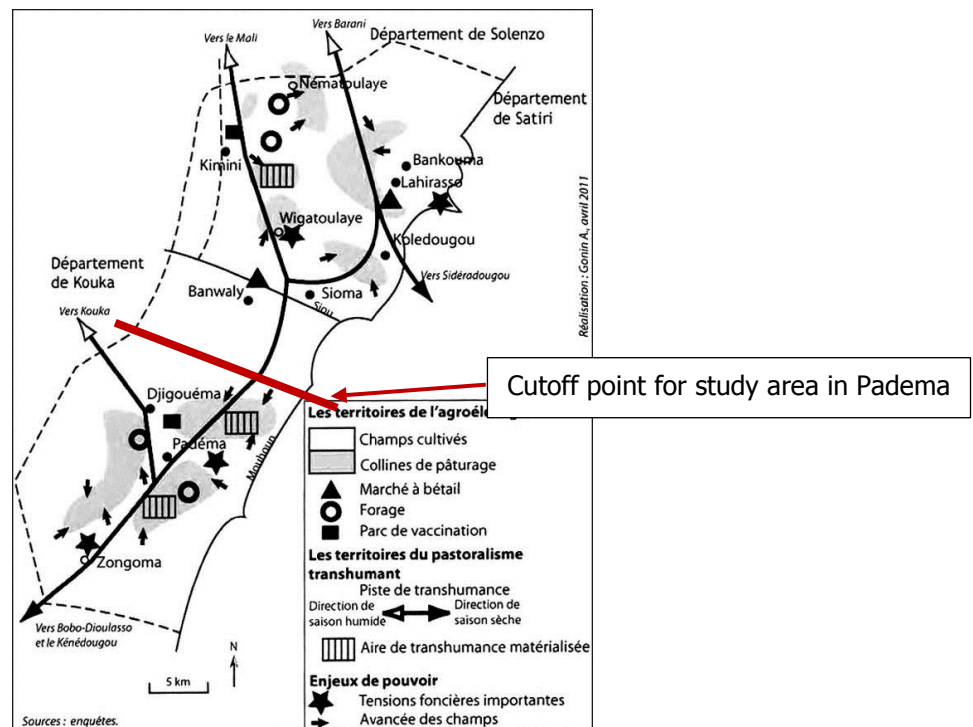 Vers Barani
Vers le Mali
Département de Solenzo
Nématoulaye
Département
de Satiri
Kimini
Bankouma
Lahirasso
Wigatoulaye
Koledougou
Réalisation : Gonin A., avril 2011
Département
de Kouka
Vers Sidéradougou
Banwaly
Sioma
Siou
Vers Kouka
Cutoff point for study area in Padema
Djigouéma
Padéma
Mouhoun
Zongoma
Vers Bobo-Dioulasso
et le Kénédougou
N
5 km
Sources : enquêtes.
Les territoires de l'agroél
Champs cultivés
Collines de pâturage
Marché à bétail
Forage
Parc de vaccination
Les territoires du pastoralisme
transhumant
Piste de transhumance
Direction de
saison humide
Direction de
saison sèche
Aire de transhumance matérialisée
Enjeux de pouvoir
Tensions foncières importantes
Avancée des champs